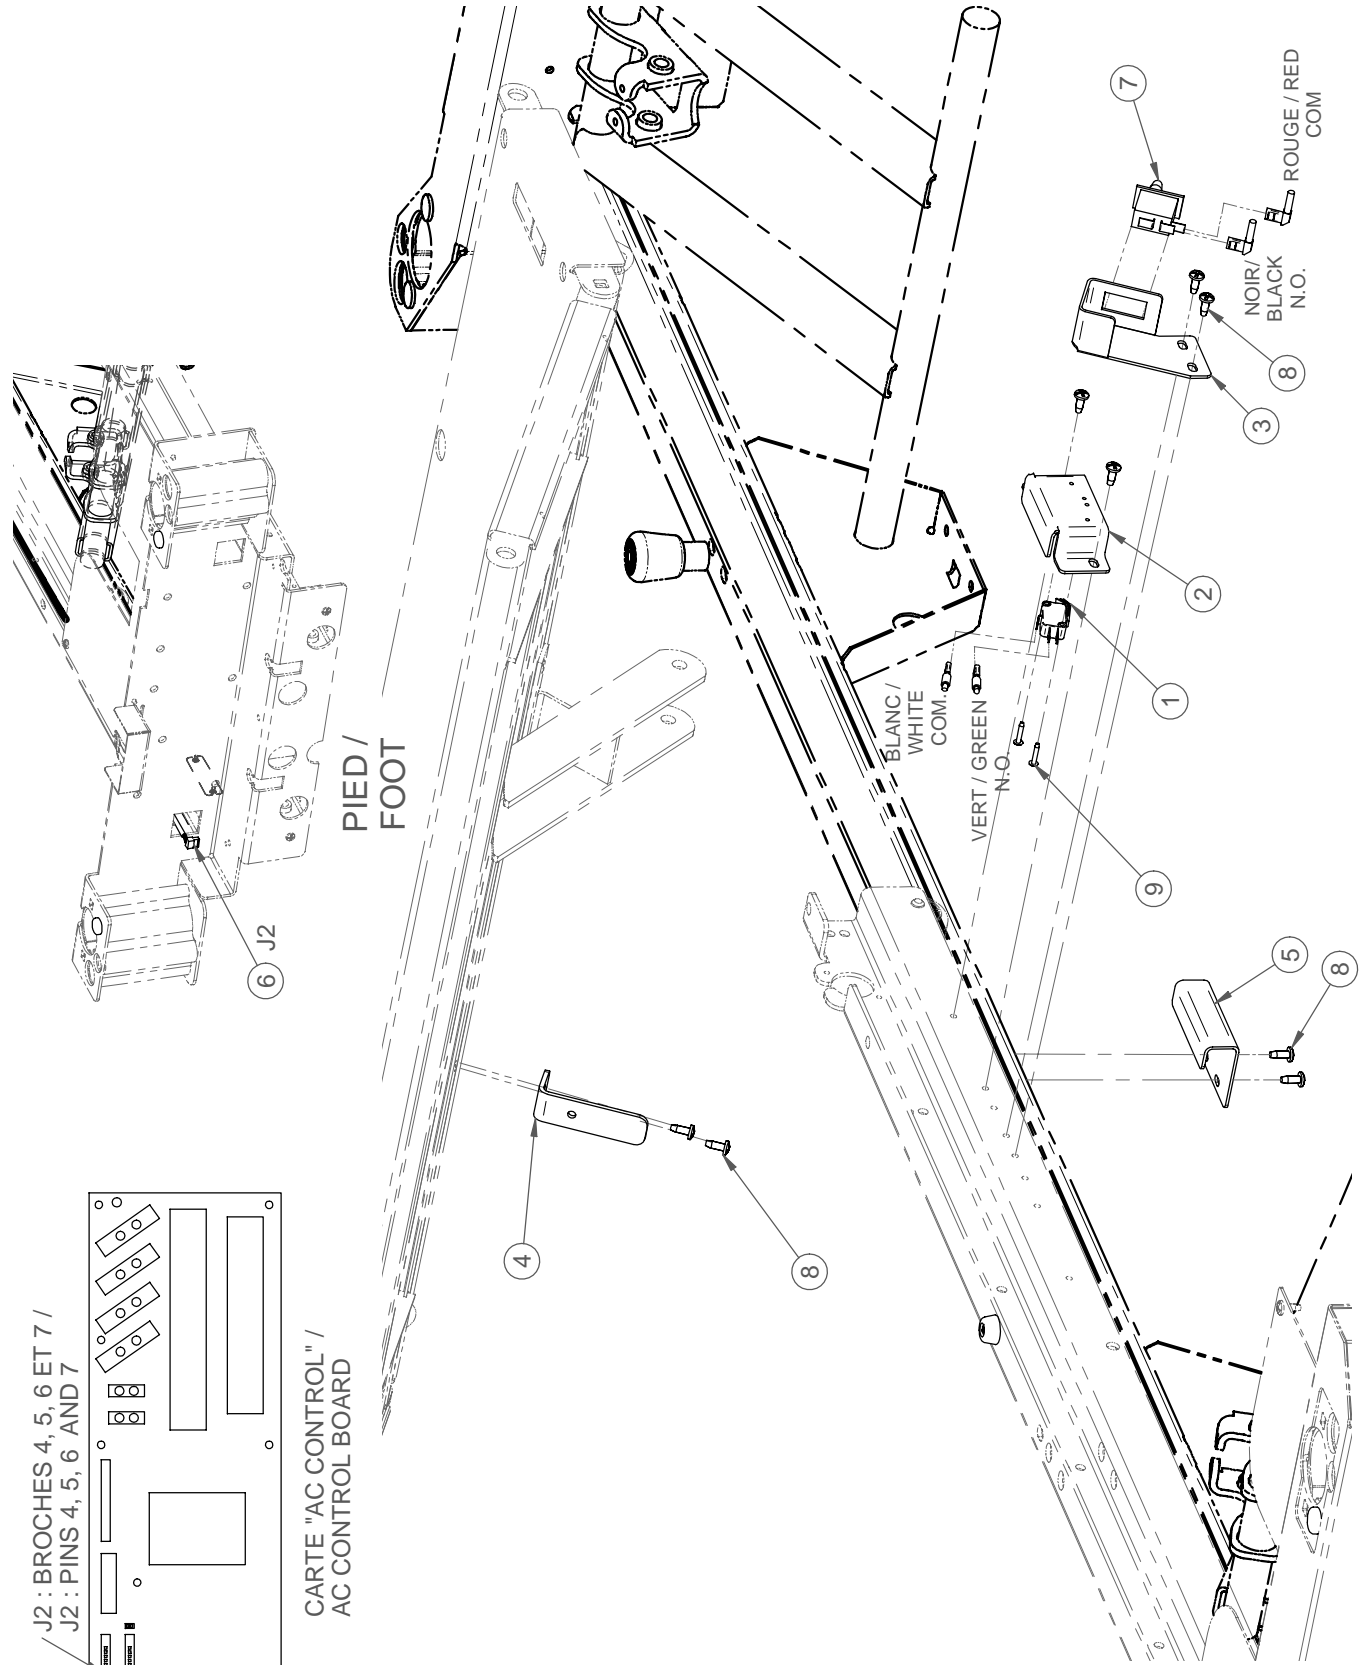 J2 : BROCHES 4, 5, 6 ET 7 /
J2 : PINS 4, 5, 6 AND 7
CARTE "AC CONTROL" /
AC CONTROL BOARD
6
J2
PIED /
FOOT
4
8
5
8
9
VERT / GREEN
N.O.
BLANC /
WHITE
COM.
1
2
3
8
NOIR/
BLACK
N.O.
ROUGE / RED
COM
7